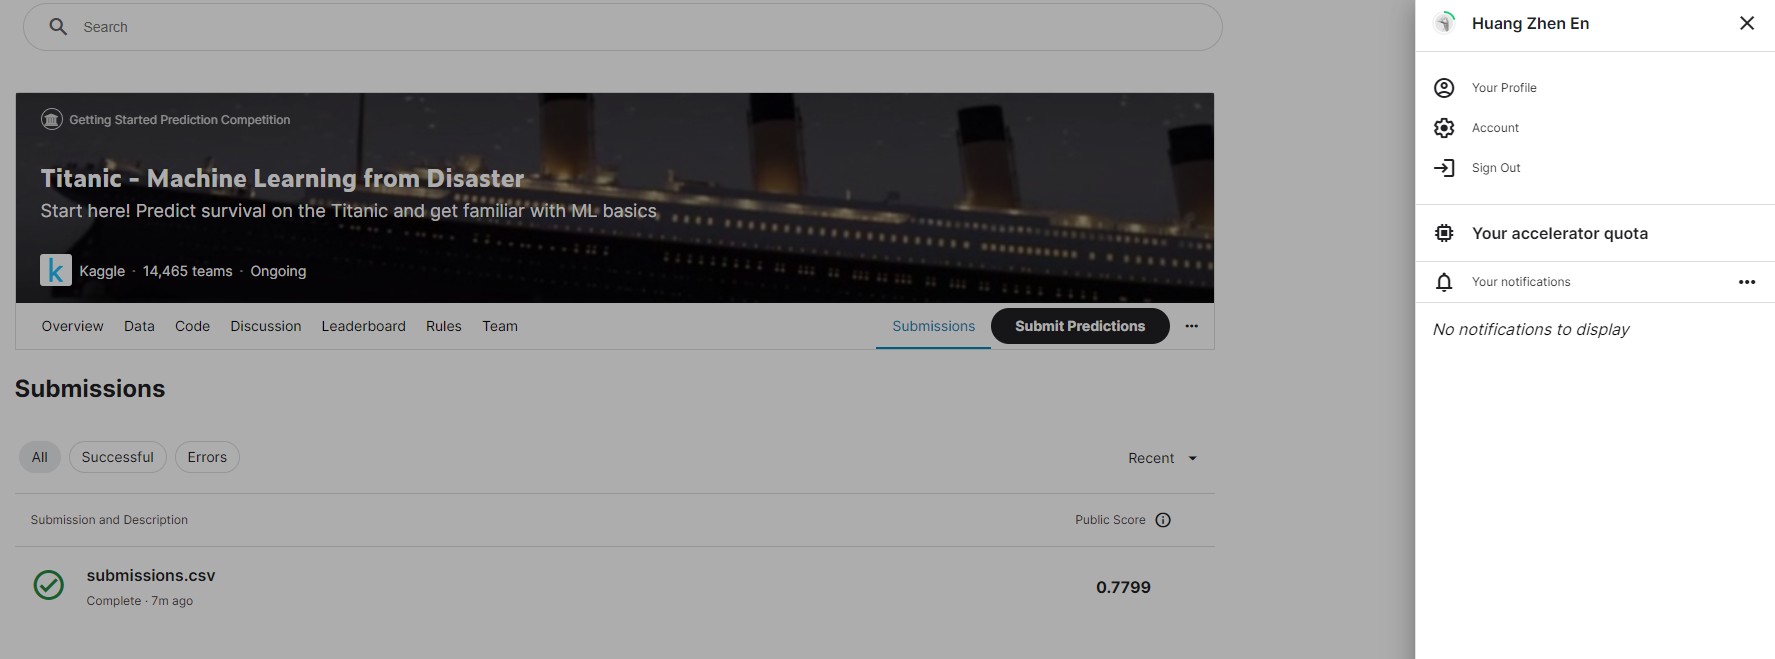 Search
Getting Started Prediction Competition
Titanic - Machine Learning from Disaster
Start here! Predict survival on the Titanic and get familiar with ML basics
k Kaggle · 14,465 teams · Ongoing
Overview Data Code Discussion Leaderboard Rules Team Submissions Submit Predictions
Submissions
All Successful Errors Recent
Submission and Description Public Score
submissions.csv
Complete · 7m ago
0.7799
Huang Zhen En
Your Profile
Account
Sign Out
Your accelerator quota
Your notifications
No notifications to display